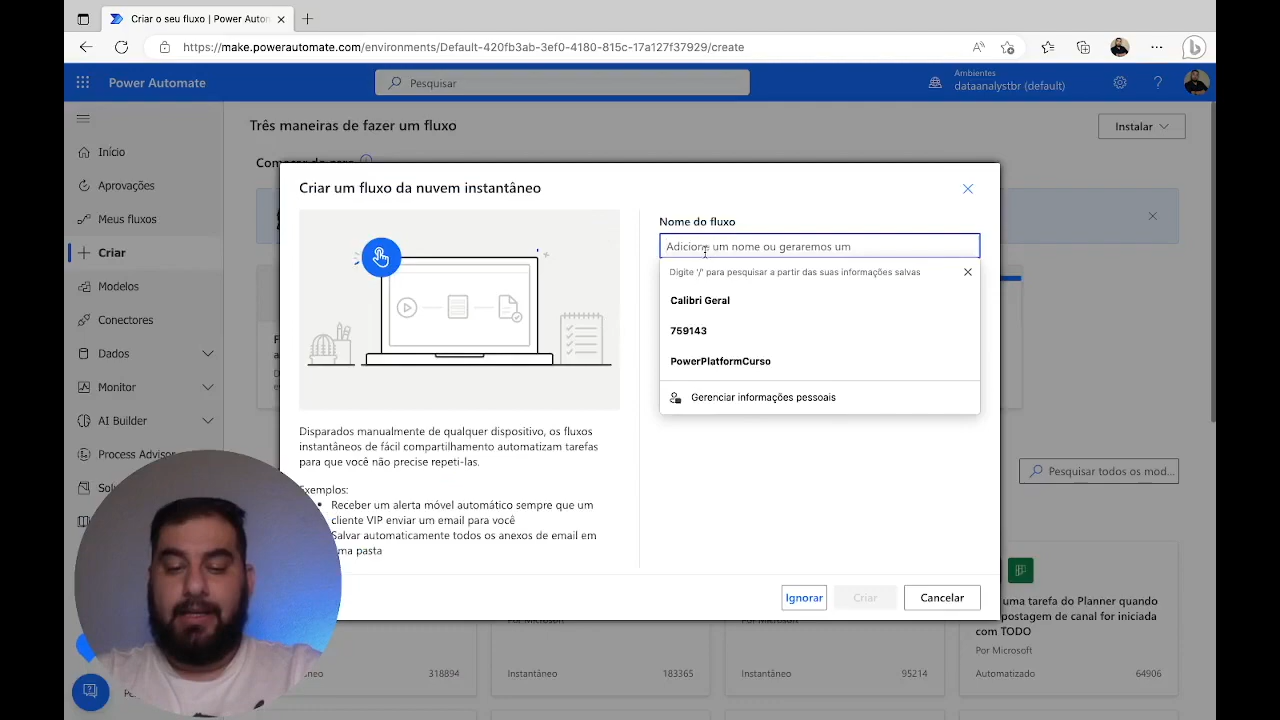 Criar o seu fluxo | Power Auto
https://make.powerautomate.com/environments/Default-420fb3ab-3ef0-4180-815c-17a127f37929/create
Power Automate
Pesquisar
Ambientes
dataanalystbr (default)
Três maneiras de fazer um fluxo
Instalar
Início
Aprovações
Meus fluxos
Criar
Modelos
Conectores
Dados
Monitor
AI Builder
Process Advisor
Criar um fluxo da nuvem instantâneo
Disparados manualmente de qualquer dispositivo, os fluxos
instantâneos de fácil compartilhamento automatizam tarefas
para que você não precise repeti-las.
Exemplos:
Receber um alerta móvel automático sempre que um
cliente VIP enviar um email para você
Salvar automaticamente todos os anexos de email em
uma pasta
Nome do fluxo
Adicione um nome ou geraremos um
Digite '/' para pesquisar a partir das suas informações salvas
Calibri Geral
759143
PowerPlatformCurso
Gerenciar informações pessoais
Ignorar
Criar
Cancelar
Pesquisar todos os mod...
uma tarefa do Planner quando
postagem de canal for iniciada
com TODO
Por Microsoft
318894
Instantâneo
183365
Instantâneo
95214
Automatizado
64906